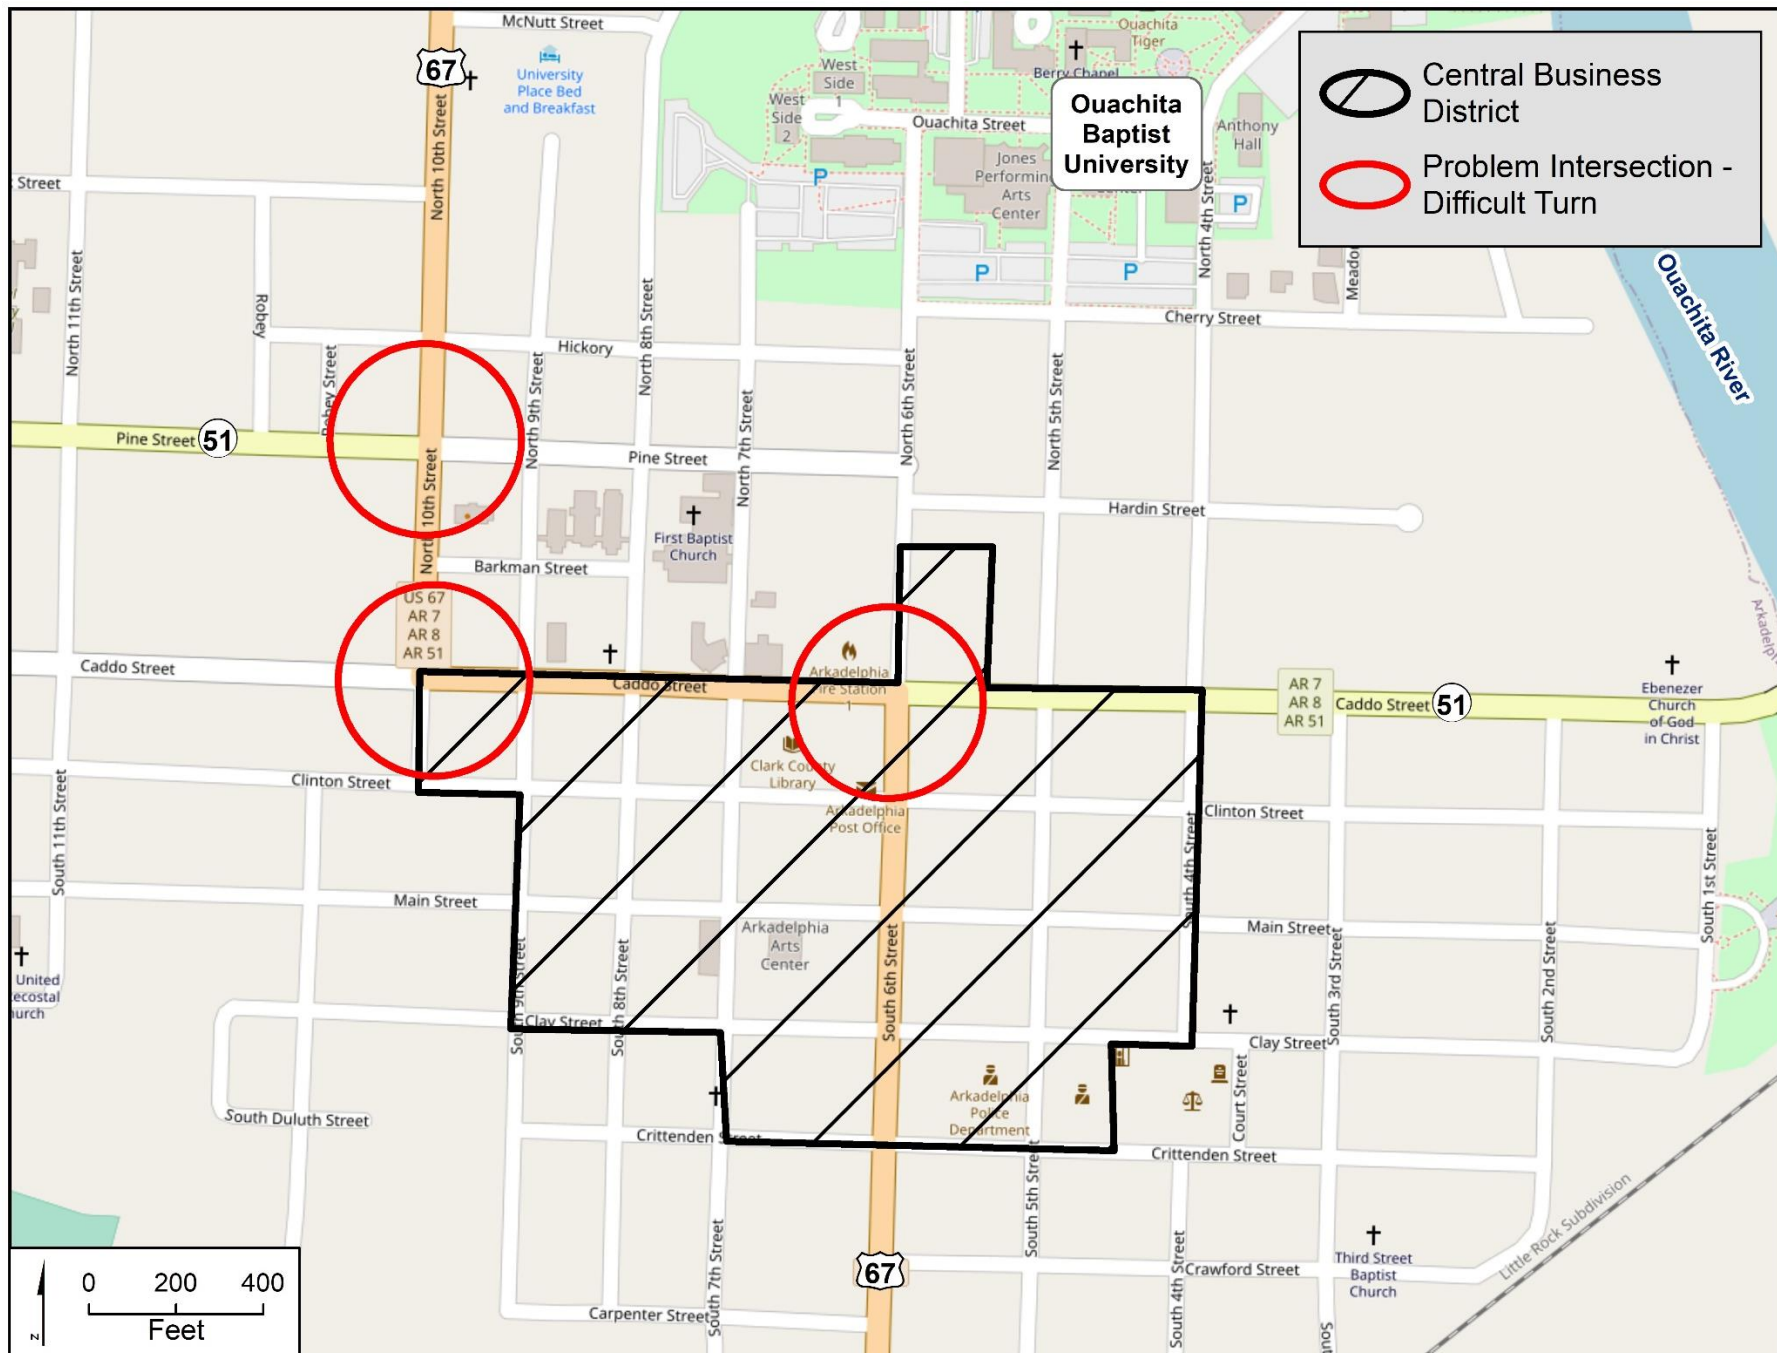 McNutt Street
67
University
Place Bed
and Breakfast
North 10th Street
West
Side
1
West
Side
2
Ouachita Street
Ouachita
Tiger
Berry Chapel
Ouachita
Baptist
University
Jones
Performing
Arts
Center
P
P
P
P
Anthony
Hall
North 4th Street
Central Business
District
Problem Intersection -
Difficult Turn
Ouachita River
Street
North 11th Street
Robey
Robey Street
Hickory
North 9th Street
North 8th Street
North 7th Street
North 6th Street
North 5th Street
Cherry Street
Pine Street
51
Pine Street
North 10th Street
Hardin Street
First Baptist
Church
Barkman Street
US 67
AR 7
AR 8
AR 51
Caddo Street
Caddo Street
Arkadelphia
Fire Station
1
AR 7
AR 8
AR 51
Caddo Street
51
Ebenezer
Church
of God
in Christ
Clark County
Library
Arkadelphia
Post Office
Clinton Street
Clinton Street
South 11th Street
South 4th Street
South 1st Street
Main Street
Main Street
Arkadelphia
Arts
Center
South 9th Street
South 8th Street
South 6th Street
South 3rd Street
South 2nd Street
United
Clay Street
Clay Street
South Duluth Street
Arkadelphia
Police
Department
Court Street
Crittenden Street
Crittenden Street
South 5th Street
South 7th Street
South 4th Street
67
Crawford Street
Third Street
Baptist
Church
Little Rock Subdivision
Carpenter Street
N
0 200 400
Feet